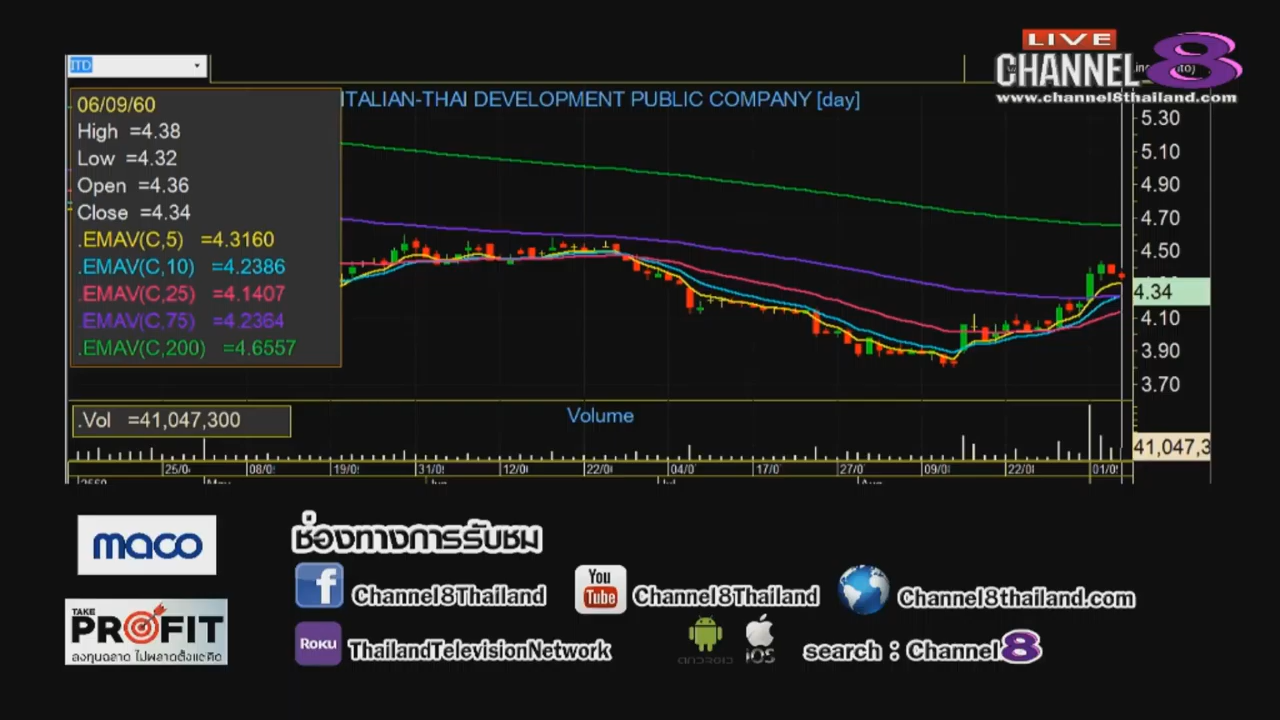 LIVE
CHANNEL 8
www.channel8thailand.com
ITD
ITALIAN-THAI DEVELOPMENT PUBLIC COMPANY [day]
06/09/60
High =4.38
Low =4.32
Open =4.36
Close =4.34
.EMAV(C,5) =4.3160
.EMAV(C,10) =4.2386
.EMAV(C,25) =4.1407
.EMAV(C,75) =4.2364
.EMAV(C,200) =4.6557
5.30
5.10
4.90
4.70
4.50
4.34
4.10
3.90
3.70
.Vol =41,047,300
Volume
41,047,3
25/0 08/0 19/0 31/0 12/0 22/0 04/0 17/0 27/0 09/0 22/0 01/0
maco
ช่องทางการรับชม
f Channel8Thailand You Tube Channel8Thailand Channel8thailand.com
TAKE
PROFIT
ลงทุนฉลาด ไม่พลาดตั้งแต่คิด
ROKU ThailandTelevisionNetwork ANDROID iOS search : Channel 8